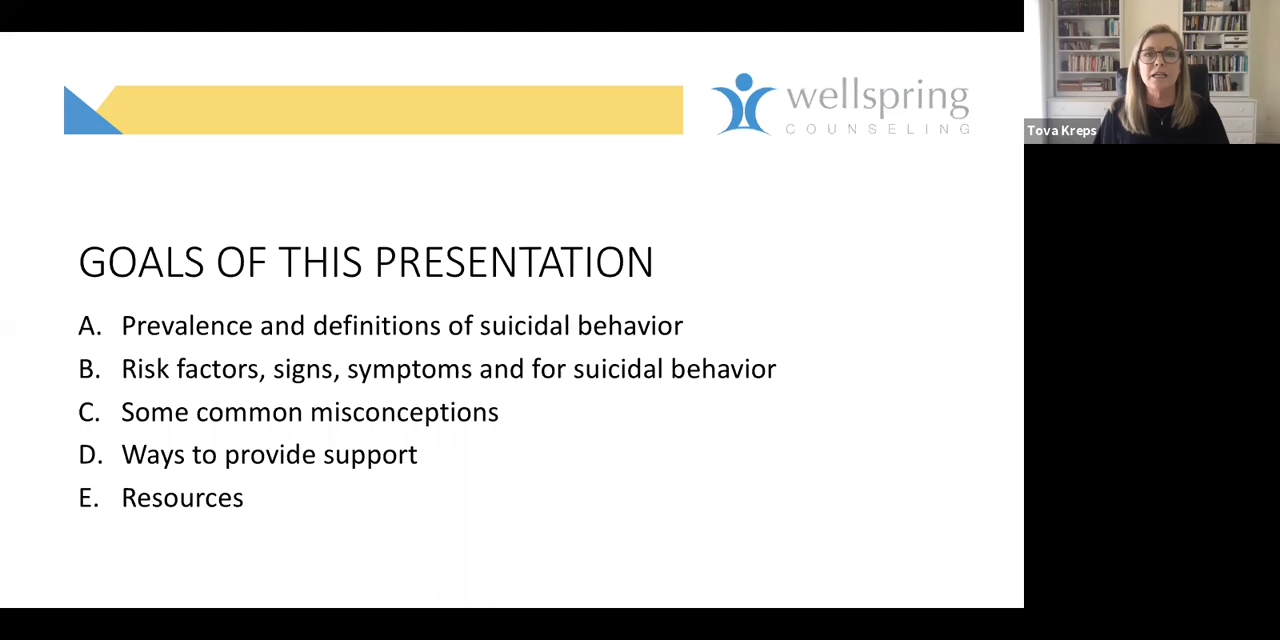 wellspring
COUNSELING
Tova Kreps
GOALS OF THIS PRESENTATION
A. Prevalence and definitions of suicidal behavior
B. Risk factors, signs, symptoms and for suicidal behavior
C. Some common misconceptions
D. Ways to provide support
E. Resources